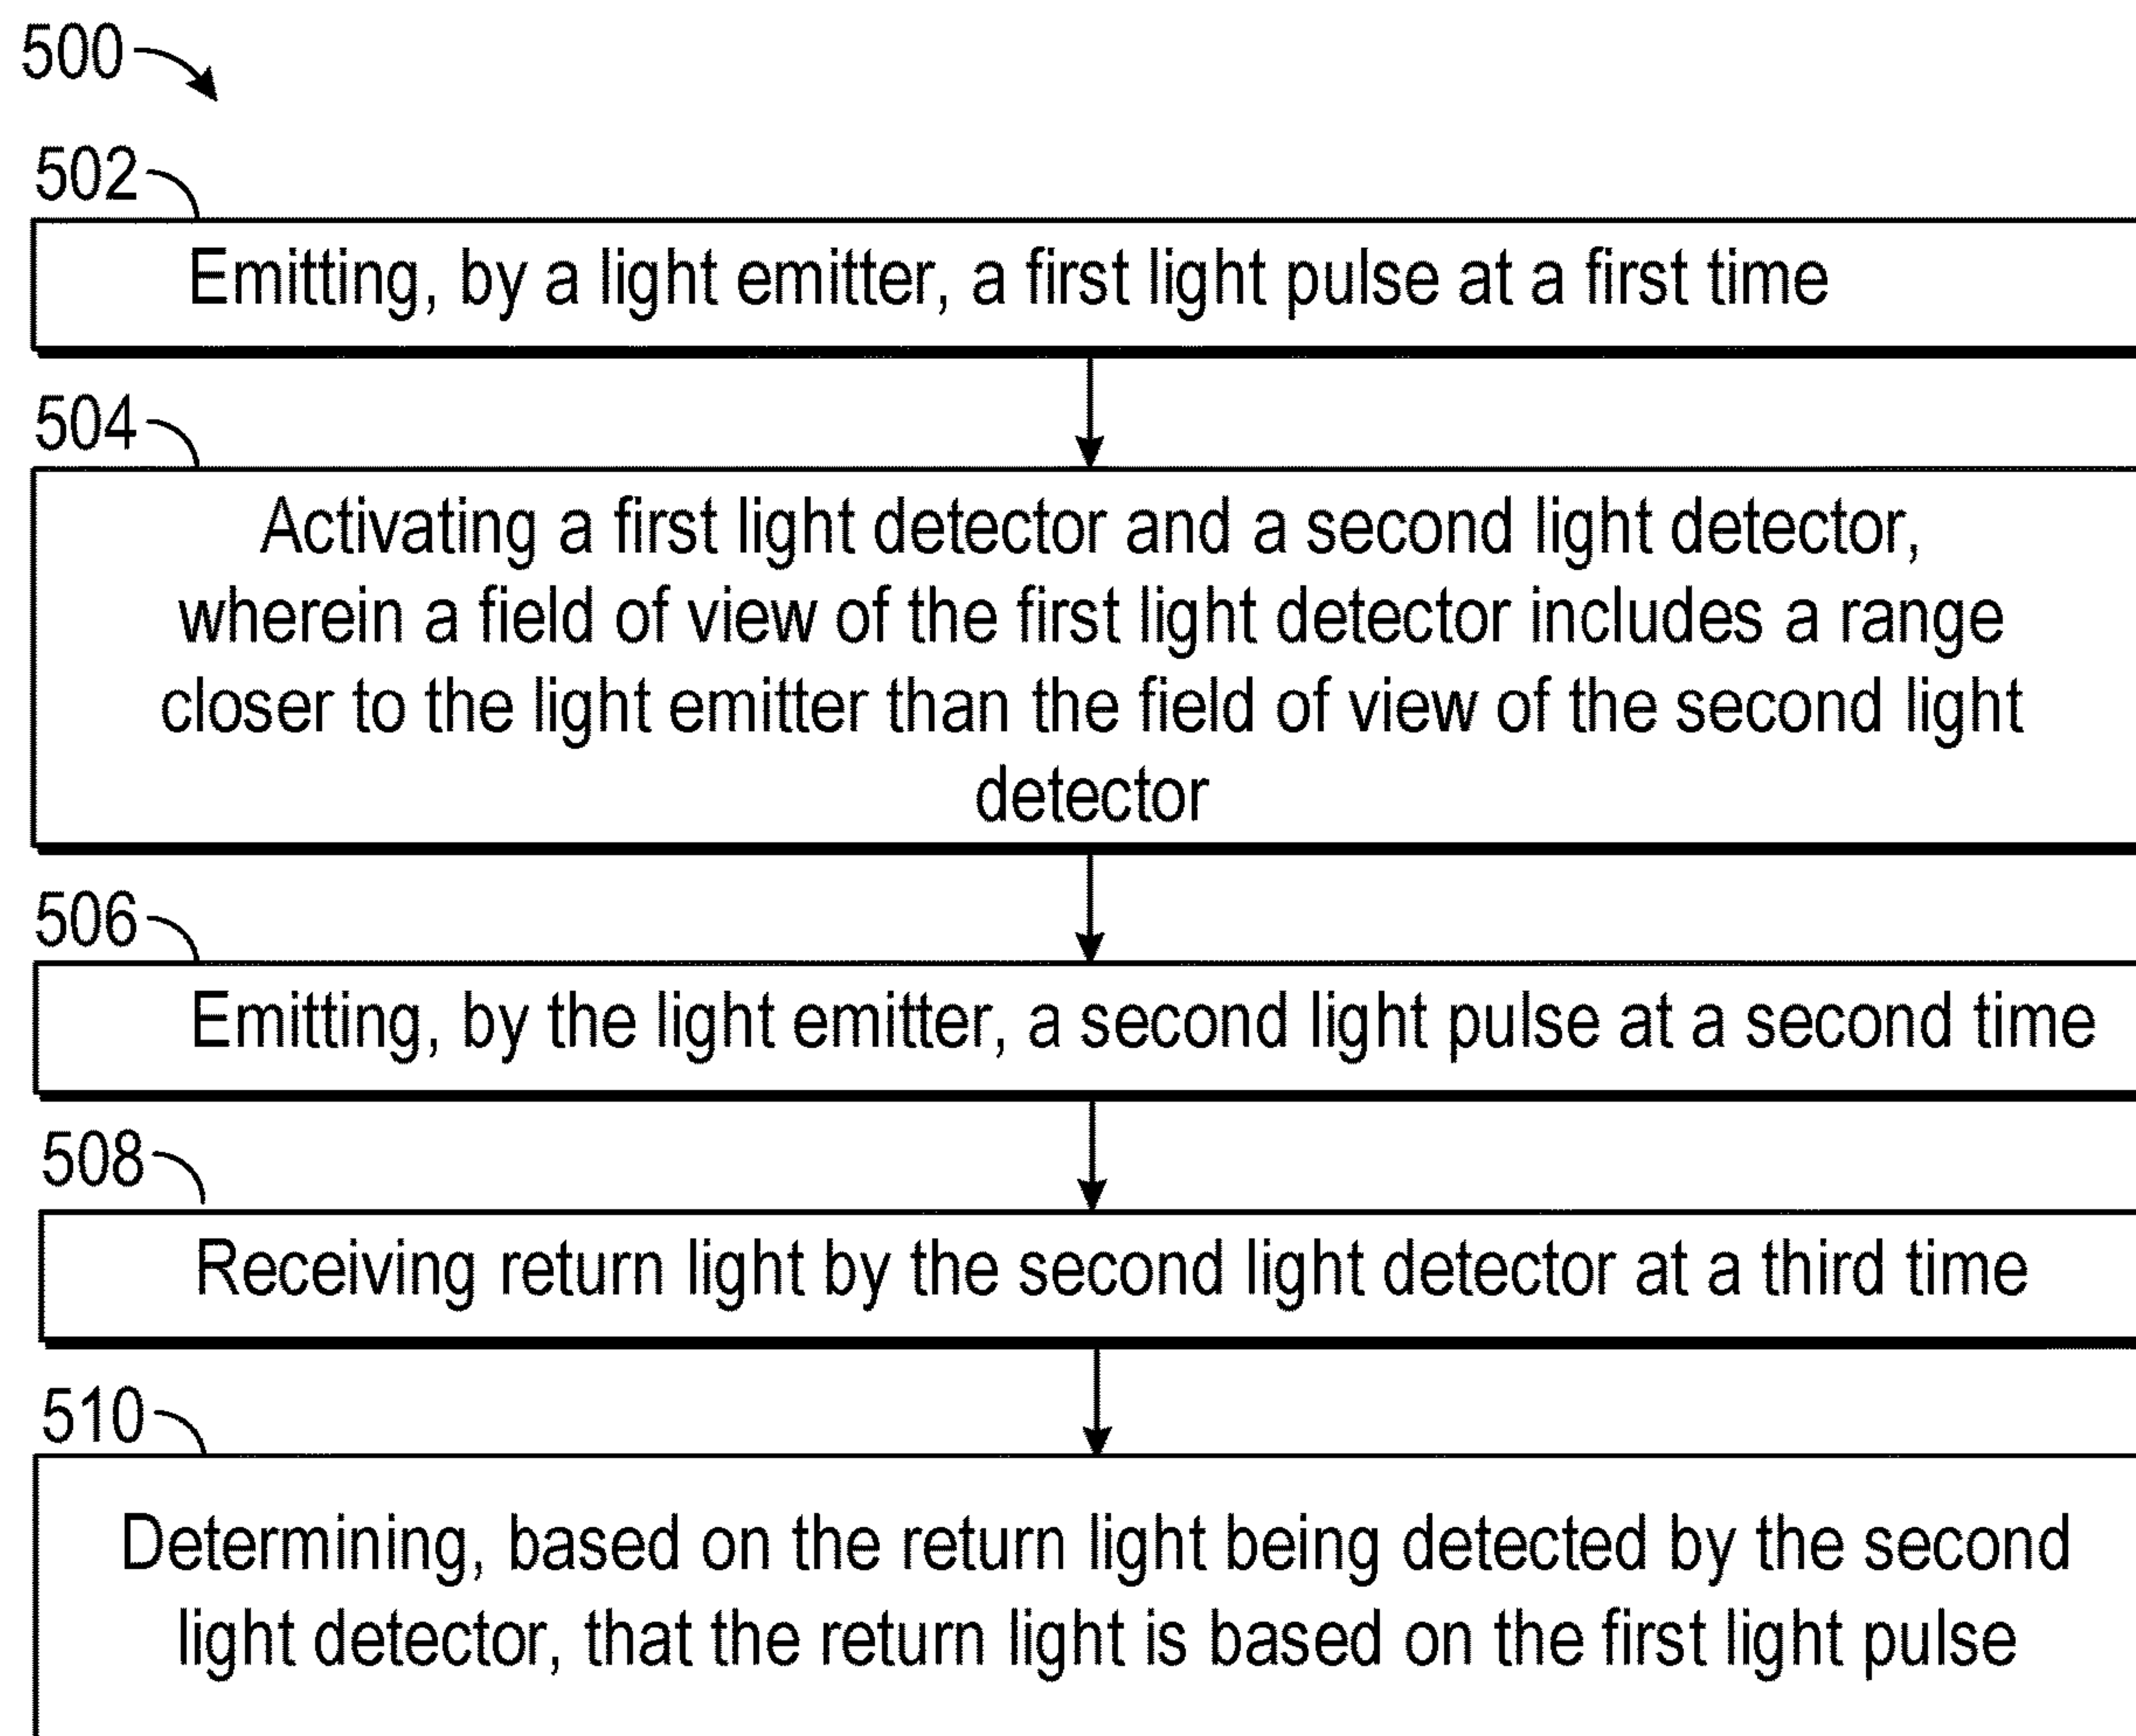 500
502
Emitting, by a light emitter, a first light pulse at a first time
504
Activating a first light detector and a second light detector,
wherein a field of view of the first light detector includes a range
closer to the light emitter than the field of view of the second light
detector
506
Emitting, by the light emitter, a second light pulse at a second time
508
Receiving return light by the second light detector at a third time
510
Determining, based on the return light being detected by the second
light detector, that the return light is based on the first light pulse